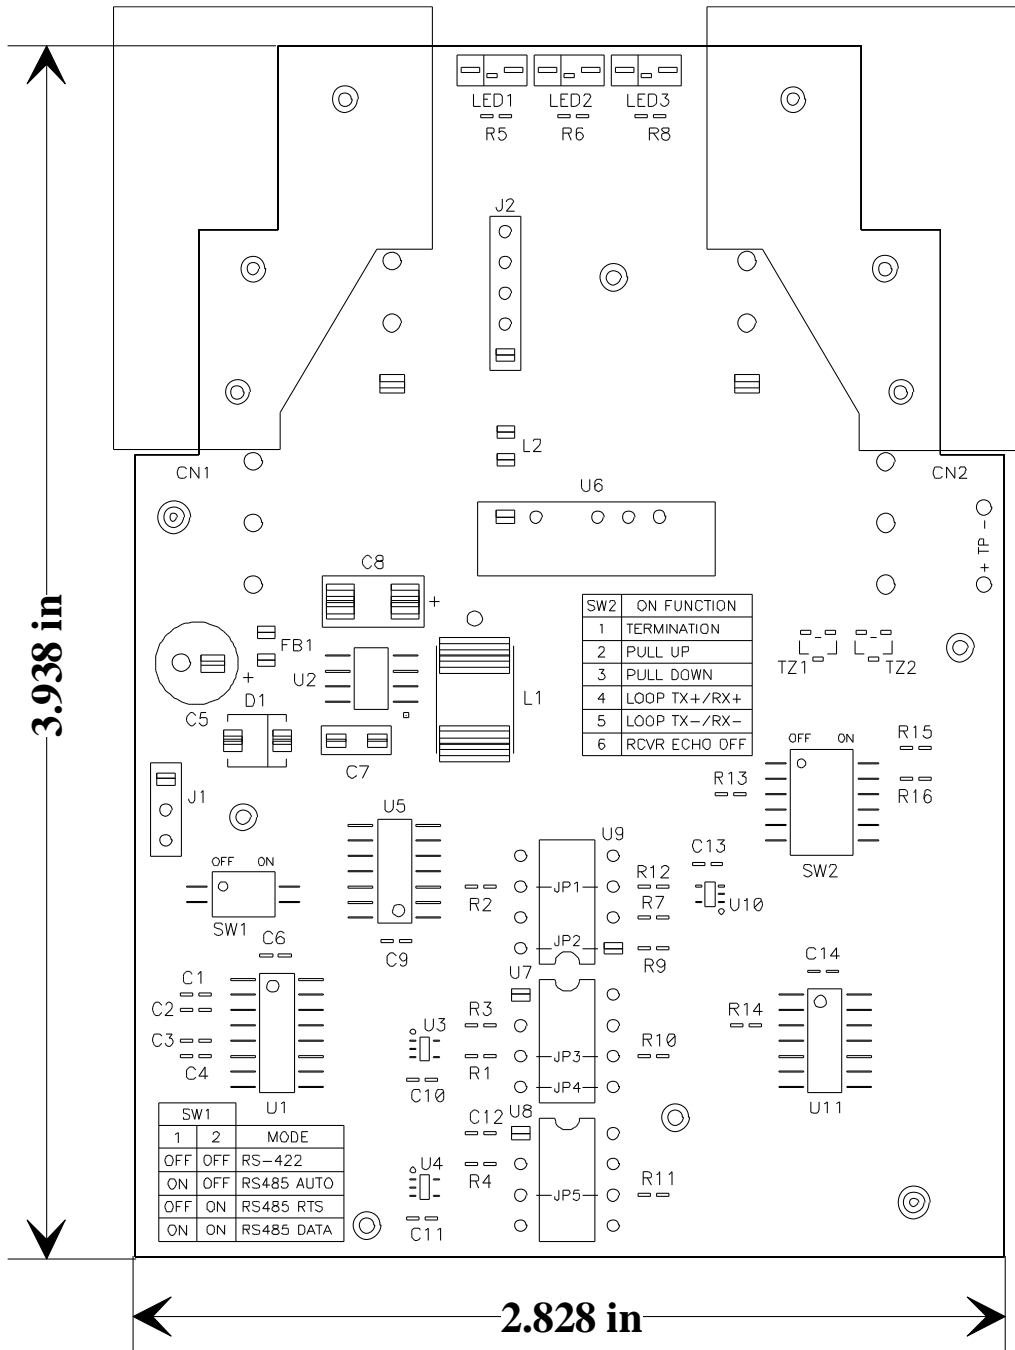 LED1 LED2 LED3
R5 R6 R8
J2
L2
CN1 CN2
U6
+ TP -
C8
+
FB1
U2
C5
+
D1
L1
C7
SW2 ON FUNCTION
1 TERMINATION
2 PULL UP
3 PULL DOWN
4 LOOP TX+/RX+
5 LOOP TX-/RX-
6 RCVR ECHO OFF
TZ1 TZ2
3.938 in
OFF ON
R15
R13 R16
SW2
J1
U5
U9
C13
OFF ON
SW1
R2
JP1
R12
R7
U10
JP2
R9
C6
C9
U7
C14
C1
C2
C3
C4
U1
U3
R3
R1
C10
JP3
JP4
R10
R14
U11
U8
C12
R4
U4
C11
JP5
R11
SW1
1 2 MODE
OFF OFF RS-422
ON OFF RS485 AUTO
OFF ON RS485 RTS
ON ON RS485 DATA
2.828 in